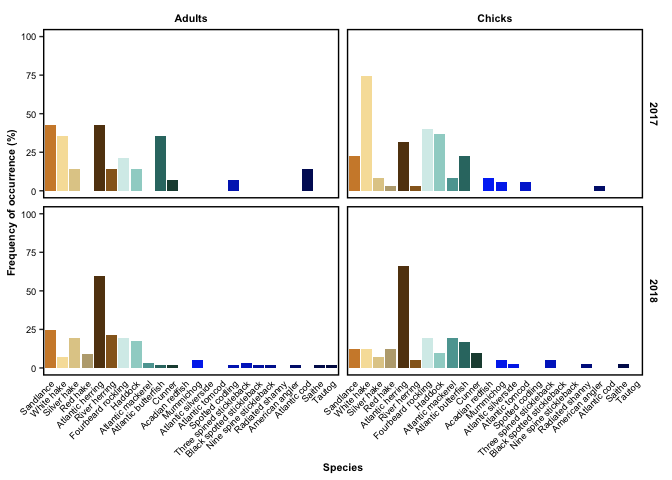 Adults
Chicks
Frequency of occurrence (%)
100
75
50
25
0
2017
100
75
50
25
0
2018
Sandlance
White hake
Silver hake
Red hake
Atlantic herring
River herring
Fourbeard rockling
Haddock
Atlantic mackerel
Atlantic butterfish
Cunner
Acadian redfish
Mummichog
Atlantic silverside
Atlantic tomcod
Spotted codling
Three spined stickleback
Black spotted stickleback
Nine spine stickleback
Radiated shanny
American angler
Atlantic cod
Saithe
Tautog
Sandlance
White hake
Silver hake
Red hake
Atlantic herring
River herring
Fourbeard rockling
Haddock
Atlantic mackerel
Atlantic butterfish
Cunner
Acadian redfish
Mummichog
Atlantic silverside
Atlantic tomcod
Spotted codling
Three spined stickleback
Black spotted stickleback
Nine spine stickleback
Radiated shanny
American angler
Atlantic cod
Saithe
Tautog
Species